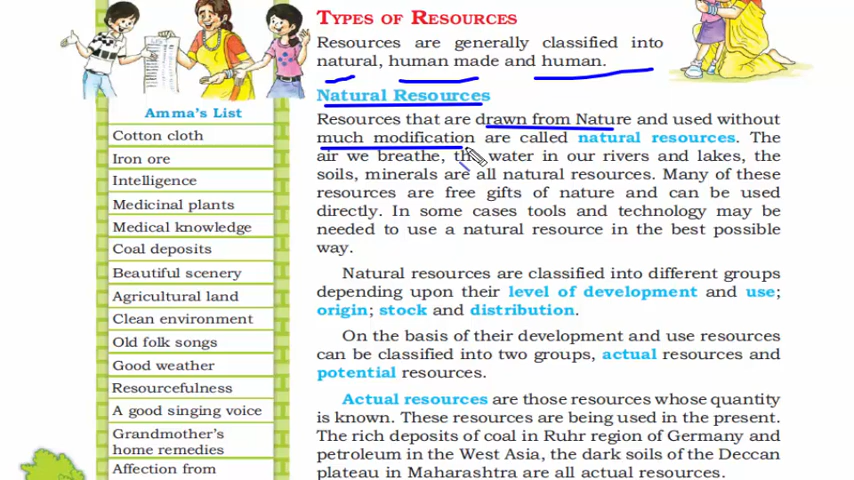 TYPES OF RESOURCES
Resources are generally classified into
natural, human made and human.
Natural Resources
Resources that are drawn from Nature and used without
much modification are called natural resources. The
air we breathe, the water in our rivers and lakes, the
soils, minerals are all natural resources. Many of these
resources are free gifts of nature and can be used
directly. In some cases tools and technology may be
needed to use a natural resource in the best possible
way.
Natural resources are classified into different groups
depending upon their level of development and use;
origin; stock and distribution.
On the basis of their development and use resources
can be classified into two groups, actual resources and
potential resources.
Actual resources are those resources whose quantity
is known. These resources are being used in the present.
The rich deposits of coal in Ruhr region of Germany and
petroleum in the West Asia, the dark soils of the Deccan
plateau in Maharashtra are all actual resources.
Amma's List
Cotton cloth
Iron ore
Intelligence
Medicinal plants
Medical knowledge
Coal deposits
Beautiful scenery
Agricultural land
Clean environment
Old folk songs
Good weather
Resourcefulness
A good singing voice
Grandmother's
home remedies
Affection from